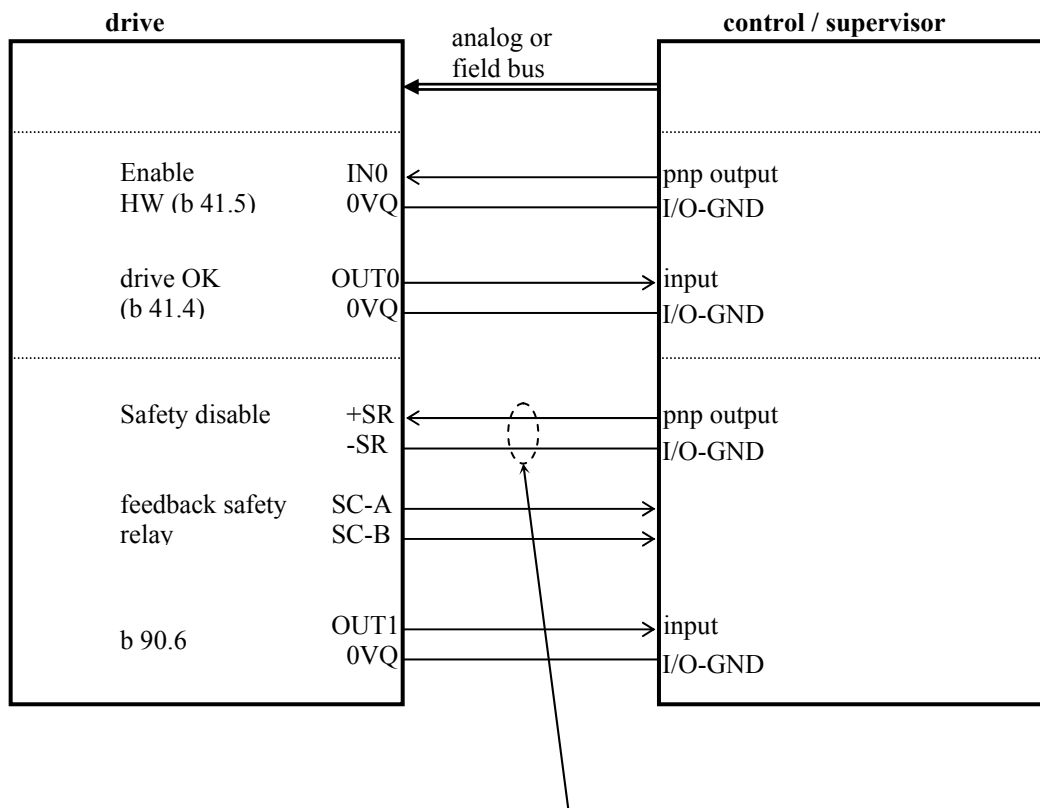 drive
control / supervisor
analog or
field bus
Enable
IN0
pnp output
HW (b 41.5)
0VQ
I/O-GND
drive OK
OUT0
input
(b 41.4)
0VQ
I/O-GND
Safety disable
+SR
pnp output
-SR
I/O-GND
feedback safety
SC-A
relay
SC-B
b 90.6
OUT1
input
0VQ
I/O-GND